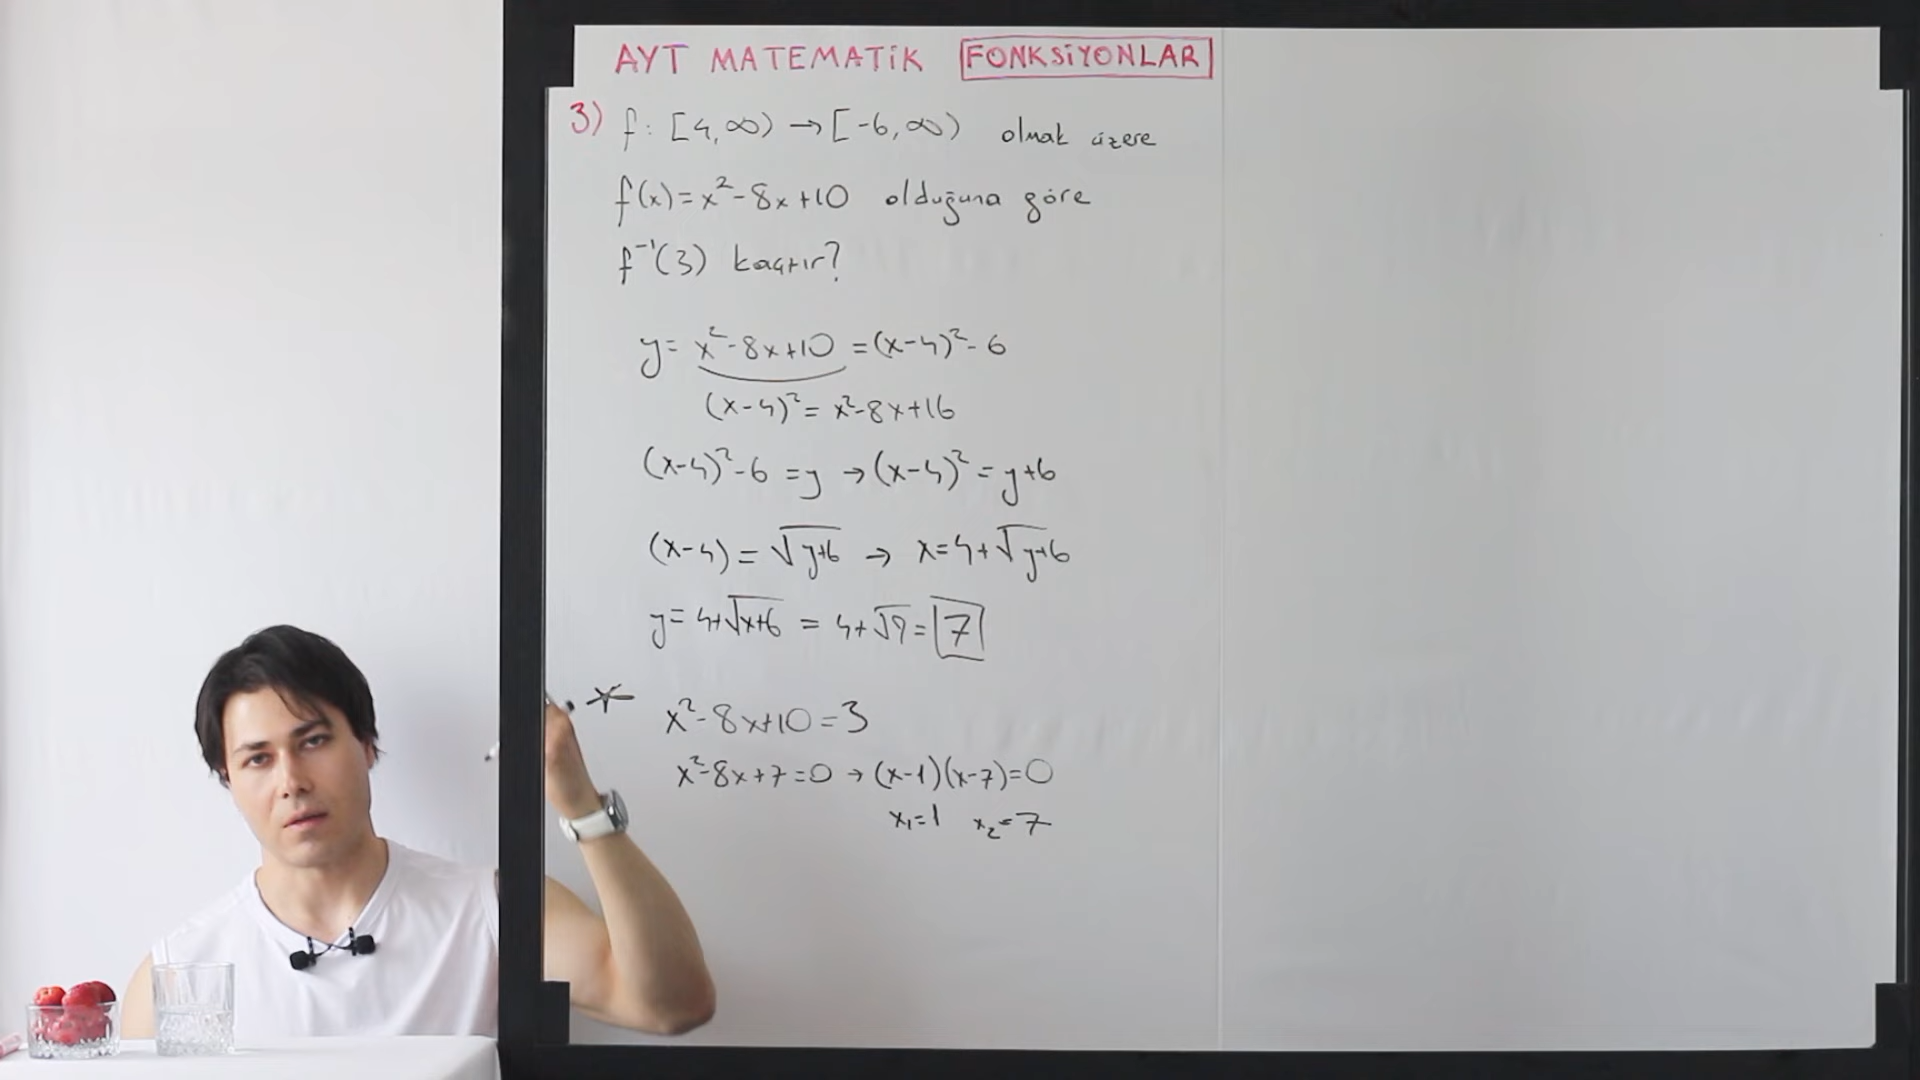 AYT MATEMATİK FONKSİYONLAR
3) f: [4,∞) → [-6,∞) olmak üzere
f(x) = x²-8x+10 olduğuna göre
f⁻¹(3) kaçtır?
y = x²-8x+10 = (x-4)²-6
(x-4)² = x²-8x+16
(x-4)²-6 = y → (x-4)² = y+6
(x-4) = √y+6 → x = 4+√y+6
y = 4+√x+6 = 4+√9 = 7
* x²-8x+10 = 3
x²-8x+7 = 0 → (x-1)(x-7) = 0
x₁ = 1 x₂ = 7